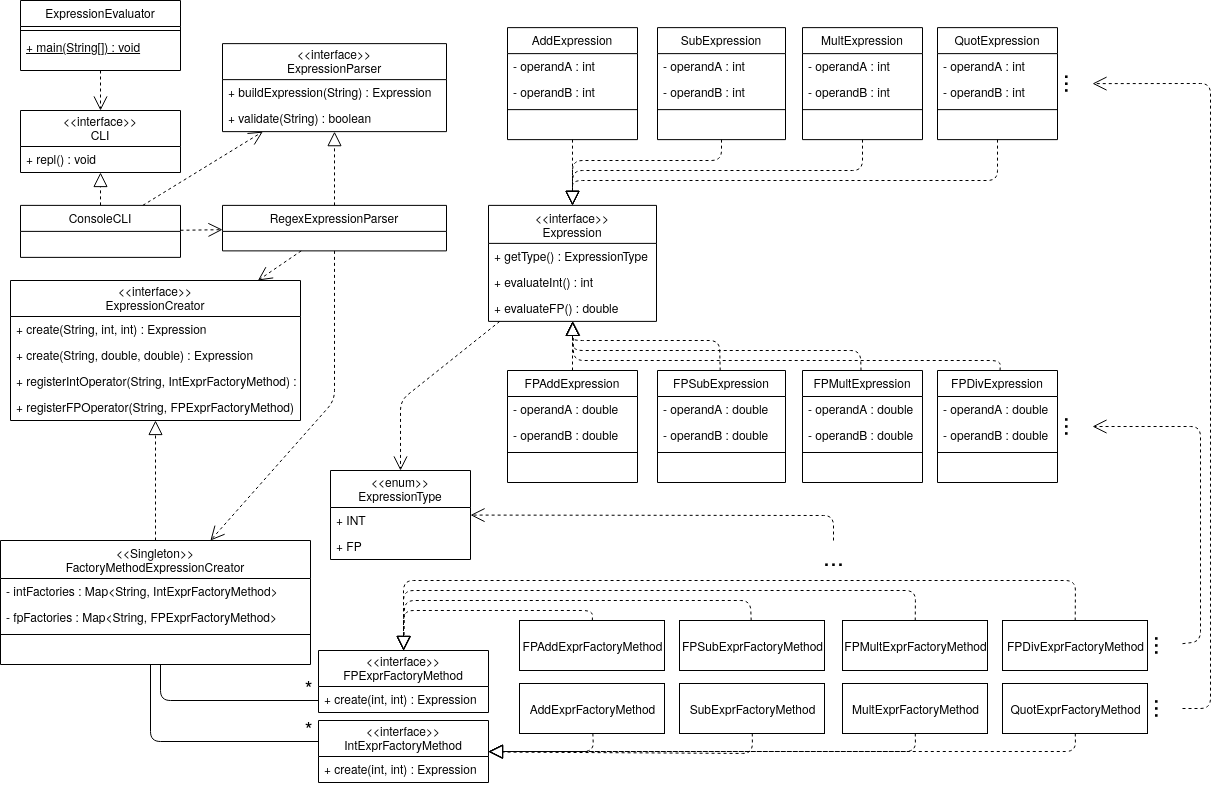 ExpressionEvaluator
+ main(String[]) : void
<<interface>>
CLI
+ repl() : void
ConsoleCLI
<<interface>>
ExpressionParser
+ buildExpression(String) : Expression
+ validate(String) : boolean
RegexExpressionParser
<<interface>>
ExpressionCreator
+ create(String, int, int) : Expression
+ create(String, double, double) : Expression
+ registerIntOperator(String, IntExprFactoryMethod) :
+ registerFPOperator(String, FPExprFactoryMethod)
<<Singleton>>
FactoryMethodExpressionCreator
- intFactories : Map<String, IntExprFactoryMethod>
- fpFactories : Map<String, FPExprFactoryMethod>
AddExpression
- operandA : int
- operandB : int
SubExpression
- operandA : int
- operandB : int
MultExpression
- operandA : int
- operandB : int
QuotExpression
- operandA : int
- operandB : int
<<interface>>
Expression
+ getType() : ExpressionType
+ evaluateInt() : int
+ evaluateFP() : double
FPAddExpression
- operandA : double
- operandB : double
FPSubExpression
- operandA : double
- operandB : double
FPMultExpression
- operandA : double
- operandB : double
FPDivExpression
- operandA : double
- operandB : double
<<enum>>
ExpressionType
+ INT
+ FP
...
*
<<interface>>
FPExprFactoryMethod
+ create(int, int) : Expression
*
<<interface>>
IntExprFactoryMethod
+ create(int, int) : Expression
FPAddExprFactoryMethod
FPSubExprFactoryMethod
FPMultExprFactoryMethod
FPDivExprFactoryMethod
AddExprFactoryMethod
SubExprFactoryMethod
MultExprFactoryMethod
QuotExprFactoryMethod